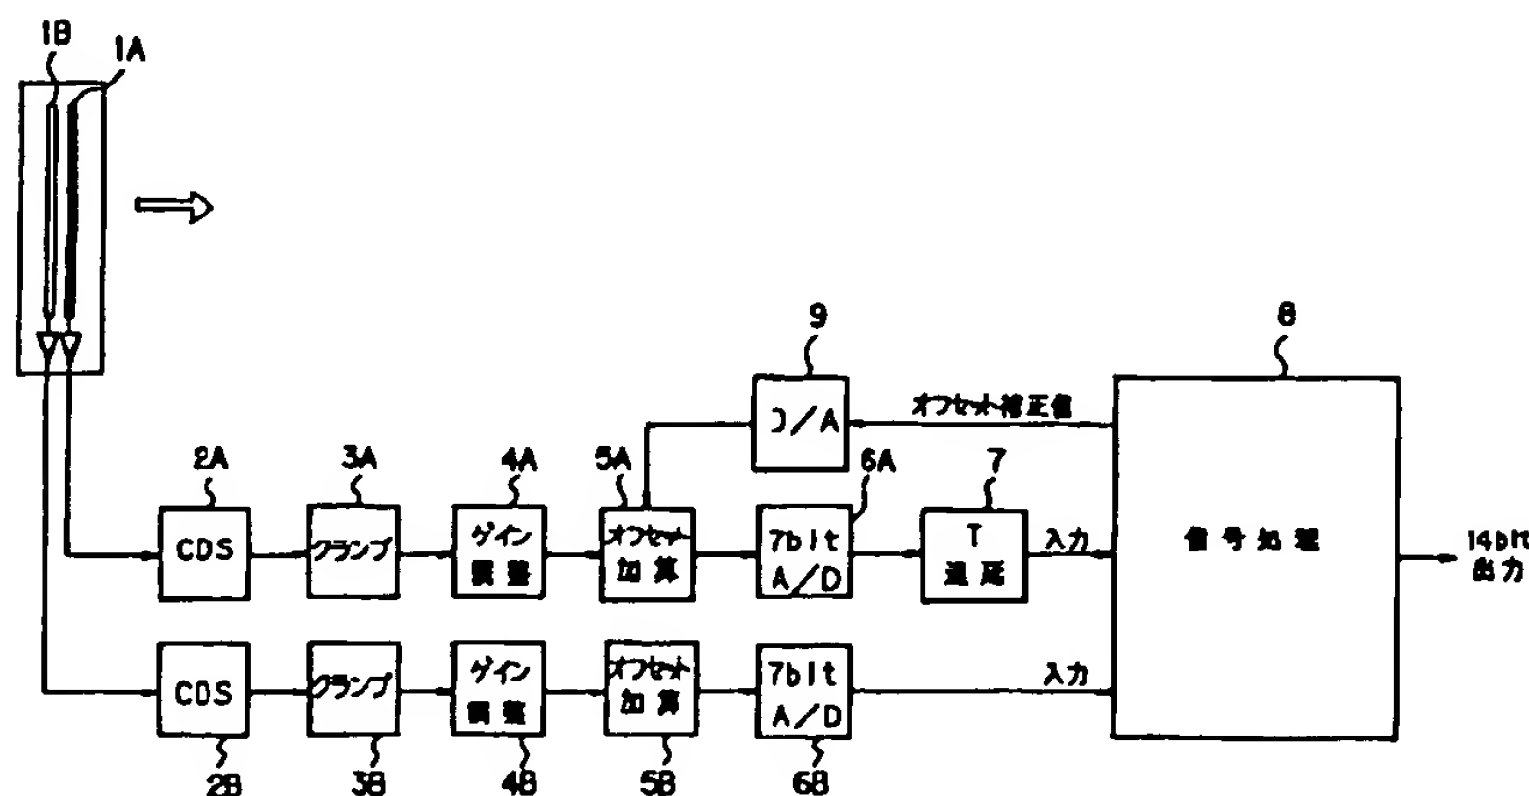 1B
1A
9
8
D/A
オフセット補正値
2A
3A
4A
5A
6A
7
CDS
クランプ
ゲイン
調整
オフセット
加算
7bit
A/D
T
遅延
入力
信号処理
14bit
出力
CDS
クランプ
ゲイン
調整
オフセット
加算
7bit
A/D
入力
2B
3B
4B
5B
6B